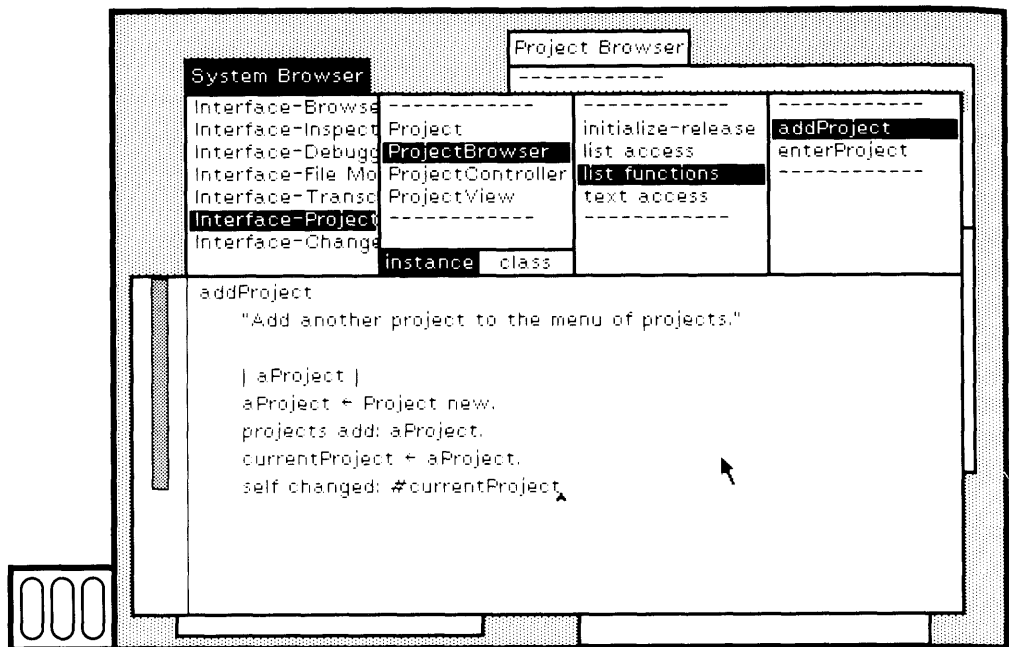 Project Browser
System Browser
------------
Interface-Browse
Interface-Inspect
Interface-Debugg
Interface-File Mo
Interface-Transc
Interface-Project
Interface-Change
------------
Project
ProjectBrowser
ProjectController
ProjectView
------------
instance class
------------
initialize-release
list access
list functions
text access
------------
------------
addProject
enterProject
------------
addProject
"Add another project to the menu of projects."
| aProject |
aProject ← Project new.
projects add: aProject.
currentProject ← aProject.
self changed: #currentProject